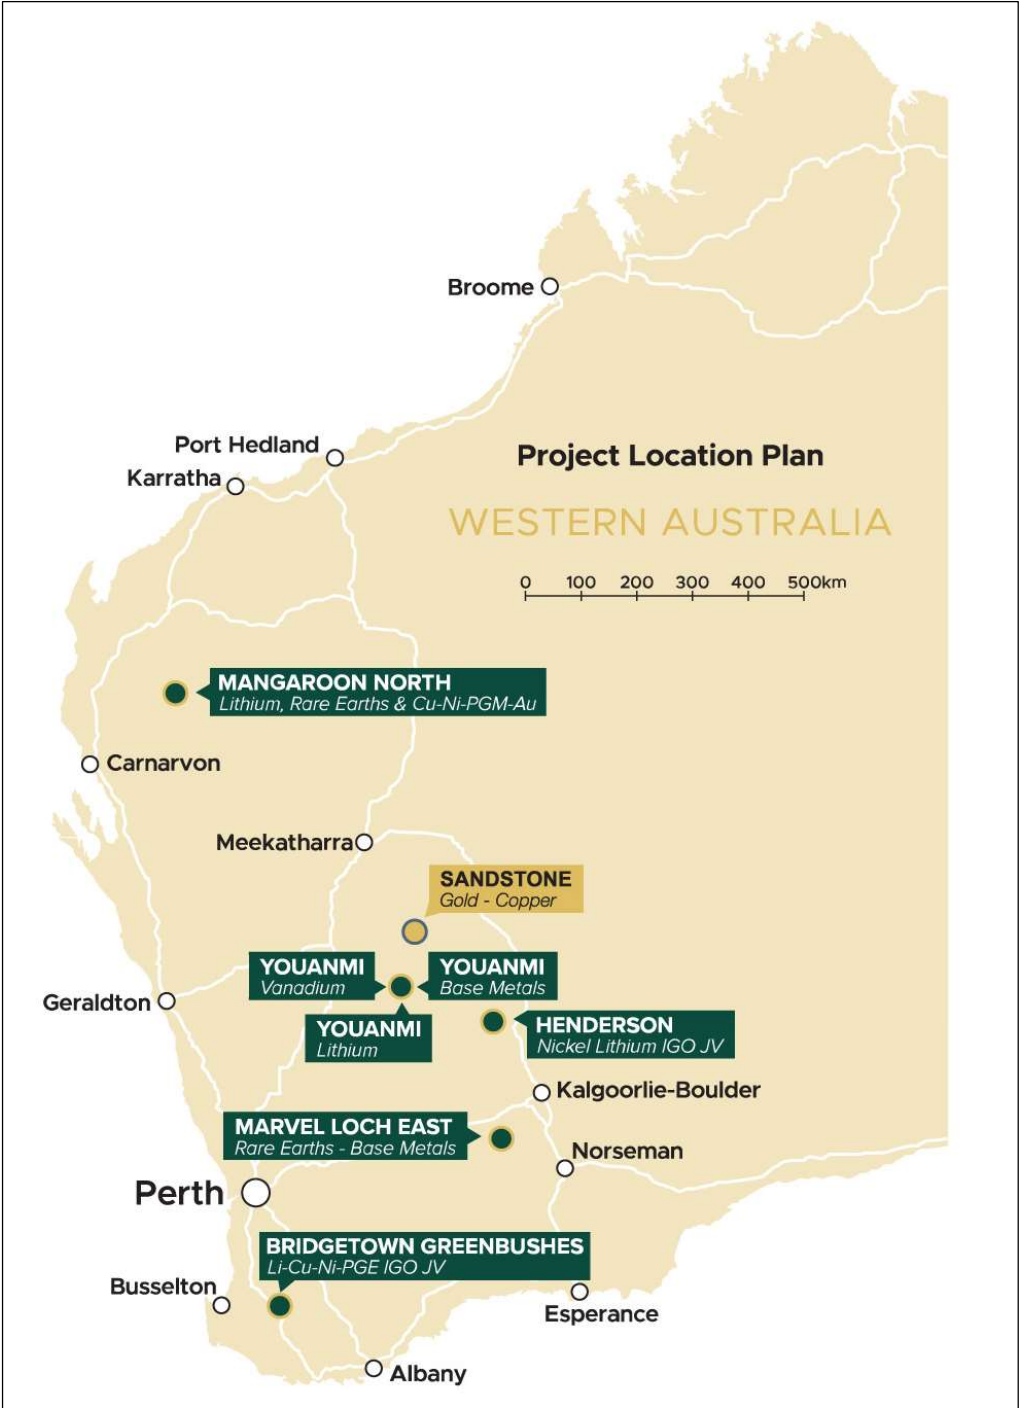 Broome
Port Hedland
Karratha
Project Location Plan
WESTERN AUSTRALIA
0 100 200 300 400 500km
MANGAROON NORTH
Lithium, Rare Earths & Cu-Ni-PGM-Au
Carnarvon
Meekatharra
SANDSTONE
Gold - Copper
YOUANMI
Vanadium
YOUANMI
Base Metals
Geraldton
YOUANMI
Lithium
HENDERSON
Nickel Lithium IGO JV
Kalgoorlie-Boulder
MARVEL LOCH EAST
Rare Earths - Base Metals
Norseman
Perth
BRIDGETOWN GREENBUSHES
Li-Cu-Ni-PGE IGO JV
Busselton
Esperance
Albany